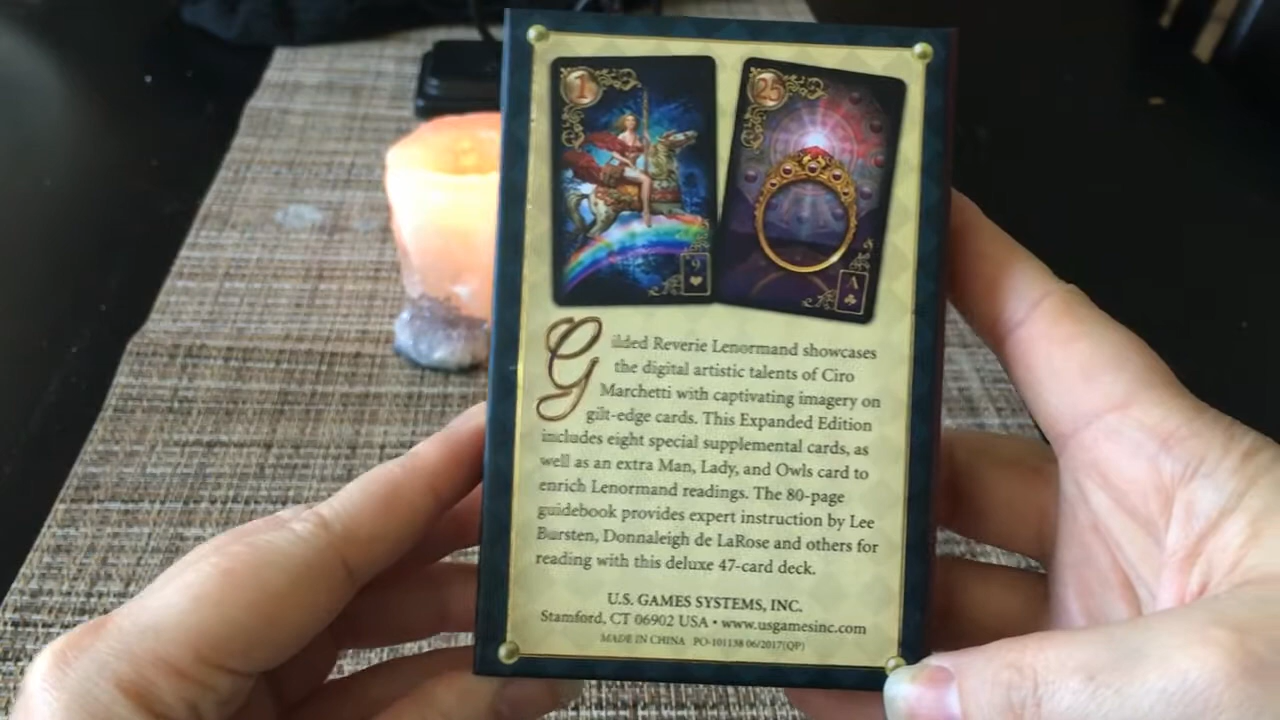 1
25
9
A
Gilded Reverie Lenormand showcases
the digital artistic talents of Ciro
Marchetti with captivating imagery on
gilt-edge cards. This Expanded Edition
includes eight special supplemental cards, as
well as an extra Man, Lady, and Owls card to
enrich Lenormand readings. The 80-page
guidebook provides expert instruction by Lee
Bursten, Donnaleigh de LaRose and others for
reading with this deluxe 47-card deck.
U.S. GAMES SYSTEMS, INC.
Stamford, CT 06902 USA • www.usgamesinc.com
MADE IN CHINA PO-101138 06/2017(QP)